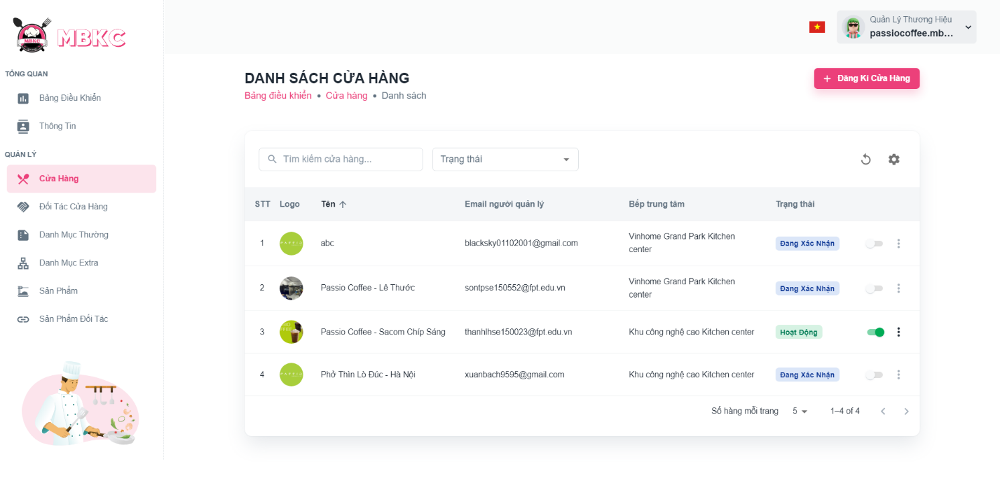 MBKC
MBKC
Quản Lý Thương Hiệu
passiocoffee.mb...
TỔNG QUAN
Bảng Điều Khiển
Thông Tin
QUẢN LÝ
Cửa Hàng
Đối Tác Cửa Hàng
Danh Mục Thường
Danh Mục Extra
Sản Phẩm
Sản Phẩm Đối Tác
DANH SÁCH CỬA HÀNG
Bảng điều khiển • Cửa hàng • Danh sách
+ Đăng Kí Cửa Hàng
Tìm kiếm cửa hàng...
Trạng thái
STT Logo Tên Email người quản lý Bếp trung tâm Trạng thái
1 PASSIO abc blacksky01102001@gmail.com Vinhome Grand Park Kitchen center Đang Xác Nhận
2 Passio Coffee - Lê Thước sontpse150552@fpt.edu.vn Vinhome Grand Park Kitchen center Đang Xác Nhận
3 Passio Coffee - Sacom Chíp Sáng thanhlhse150023@fpt.edu.vn Khu công nghệ cao Kitchen center Hoạt Động
4 PASSIO Phở Thìn Lò Đúc - Hà Nội xuanbach9595@gmail.com Khu công nghệ cao Kitchen center Đang Xác Nhận
Số hàng mỗi trang 5 1–4 of 4